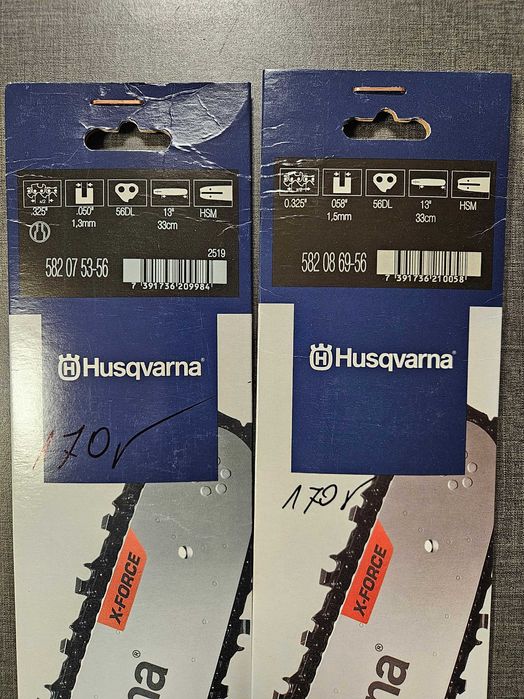 .325"
.050"
1,3mm
56DL
13"
33cm
HSM
582 07 53-56
2519
7 391736 209984
Husqvarna®
170
X-FORCE
na®
0.325"
.058"
1,5mm
56DL
13"
33cm
HSM
582 08 69-56
7 391736 210058
Husqvarna®
170
X-FORCE
na®